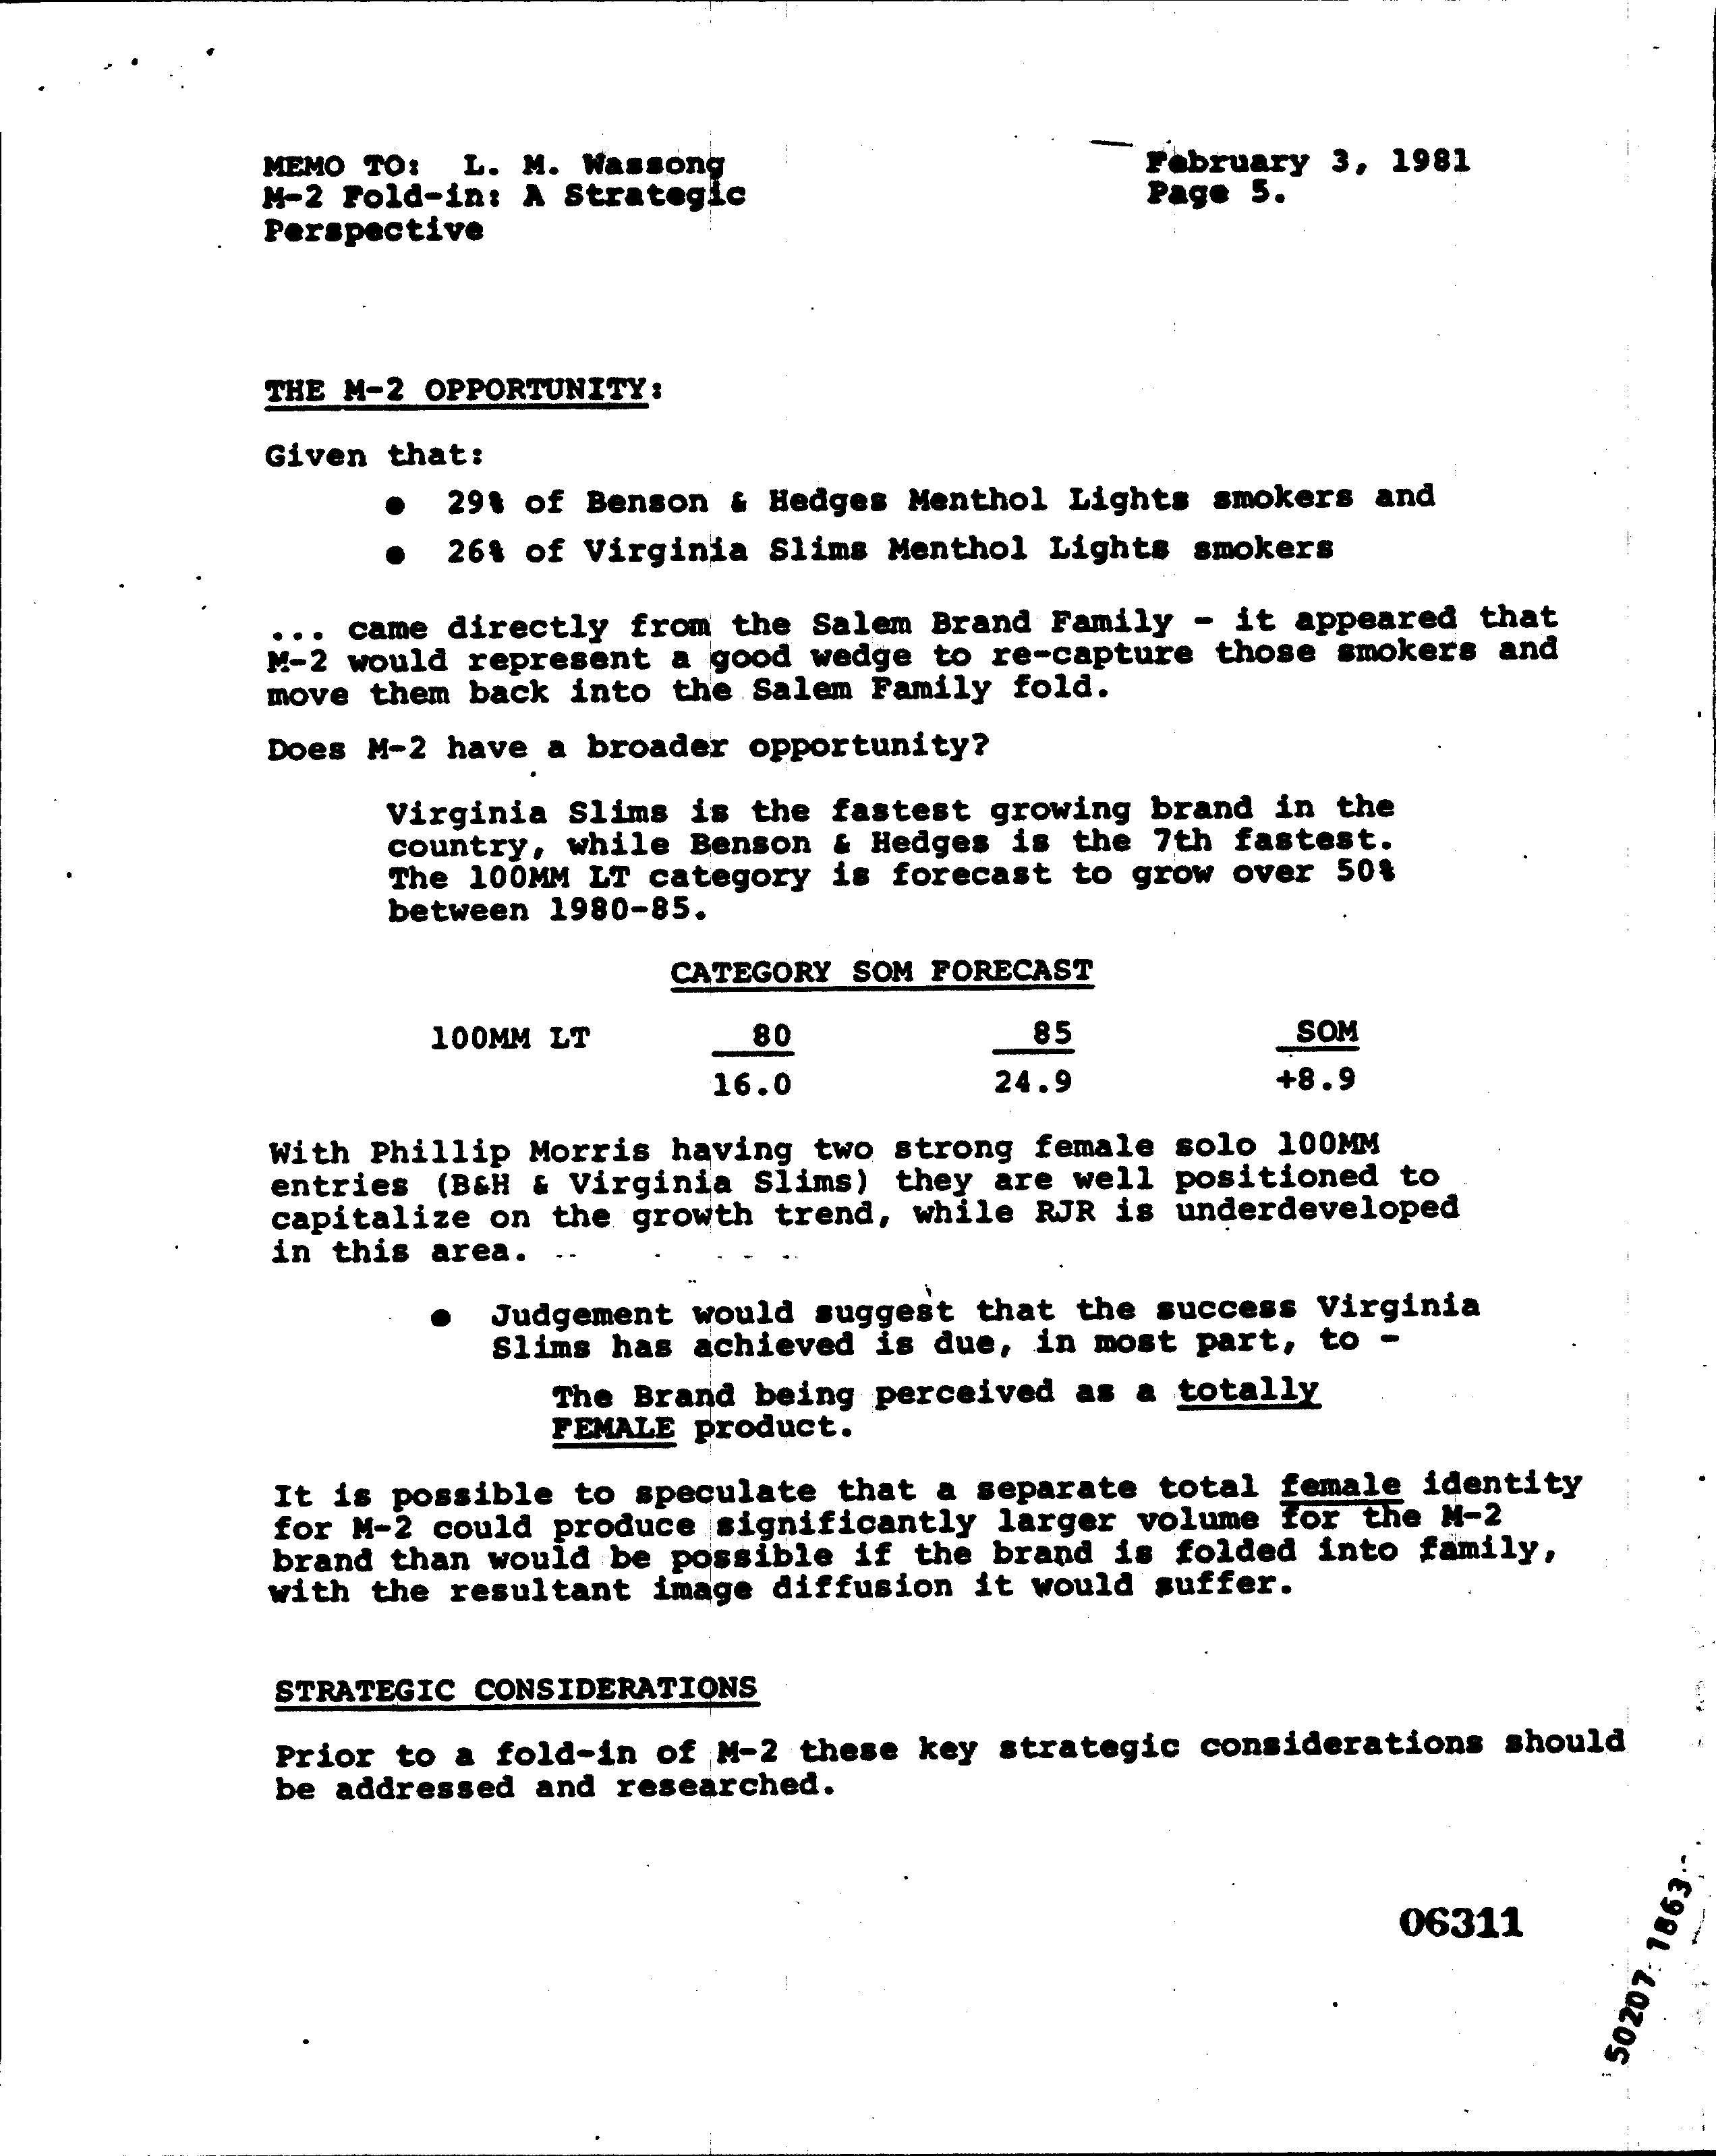 MEMO TO: L. M. Wassong
M-2 Fold-in: A Strategic
Perspective
February 3, 1981
Page 5.
THE M-2 OPPORTUNITY:
Given that:
● 29% of Benson & Hedges Menthol Lights smokers and
● 26% of Virginia Slims Menthol Lights smokers
... came directly from the Salem Brand Family - it appeared that
M-2 would represent a good wedge to re-capture those smokers and
move them back into the Salem Family fold.
Does M-2 have a broader opportunity?
Virginia Slims is the fastest growing brand in the
country, while Benson & Hedges is the 7th fastest.
The 100MM LT category is forecast to grow over 50%
between 1980-85.
CATEGORY SOM FORECAST
100MM LT 80 85 SOM
16.0 24.9 +8.9
With Phillip Morris having two strong female solo 100MM
entries (B&H & Virginia Slims) they are well positioned to
capitalize on the growth trend, while RJR is underdeveloped
in this area.
● Judgement would suggest that the success Virginia
Slims has achieved is due, in most part, to -
The Brand being perceived as a totally
FEMALE product.
It is possible to speculate that a separate total female identity
for M-2 could produce significantly larger volume for the M-2
brand than would be possible if the brand is folded into family,
with the resultant image diffusion it would suffer.
STRATEGIC CONSIDERATIONS
Prior to a fold-in of M-2 these key strategic considerations should
be addressed and researched.
06311
50207 1863